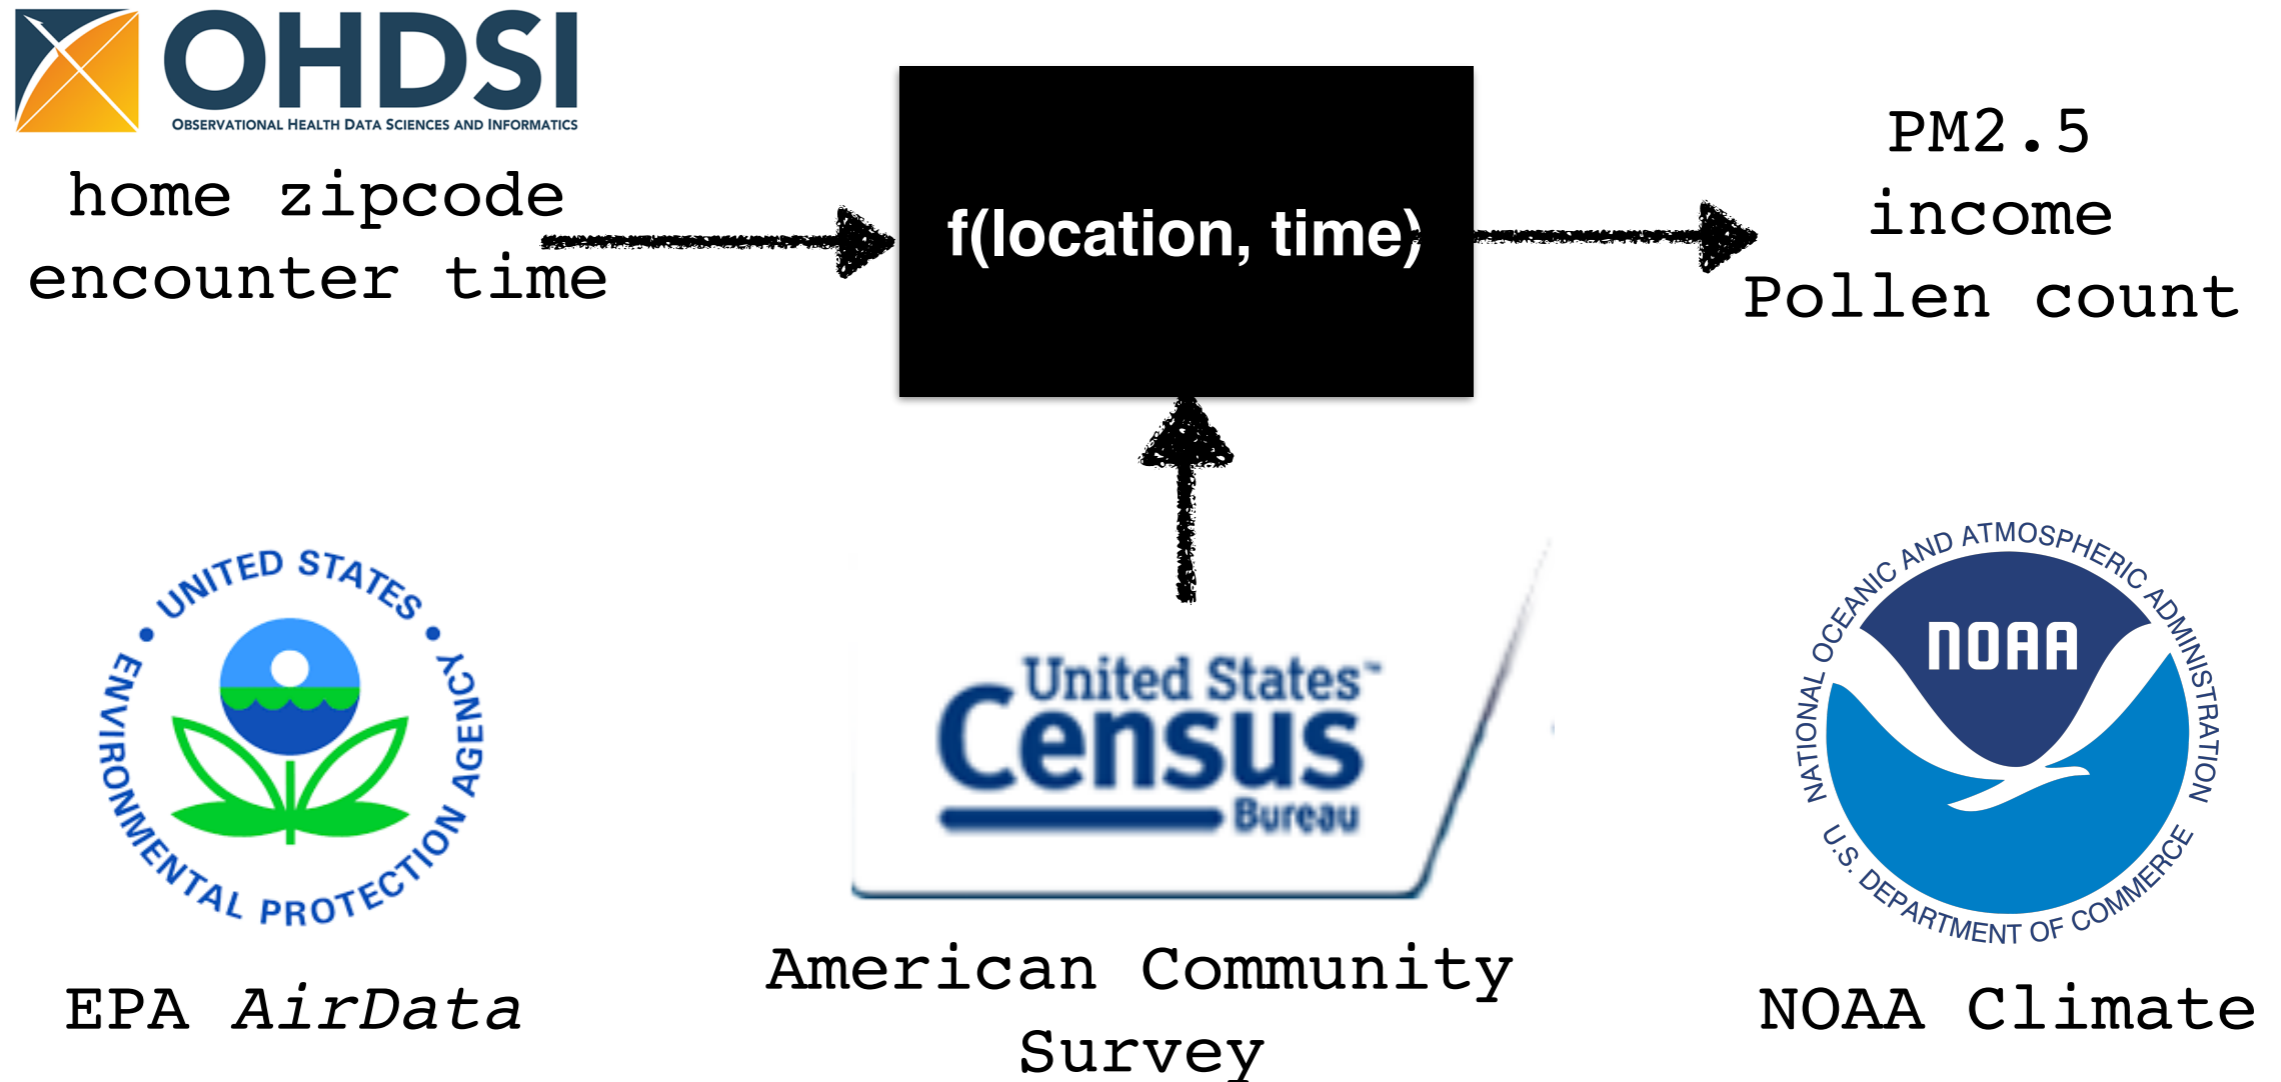 OHDSI
OBSERVATIONAL HEALTH DATA SCIENCES AND INFORMATICS
home zipcode
encounter time
f(location, time)
PM2.5
income
Pollen count
UNITED STATES • ENVIRONMENTAL PROTECTION AGENCY •
EPA AirData
United States™
Census
Bureau
American Community
Survey
NATIONAL OCEANIC AND ATMOSPHERIC ADMINISTRATION
NOAA
U.S. DEPARTMENT OF COMMERCE
NOAA Climate